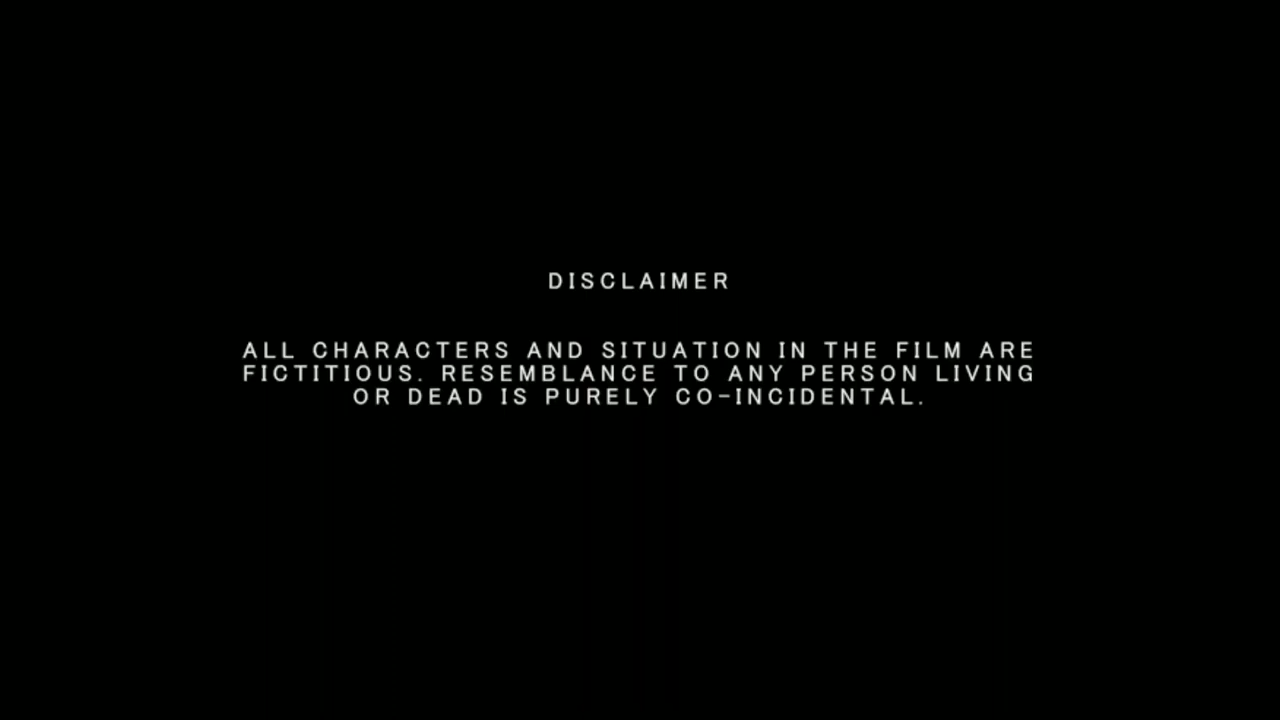 DISCLAIMER
ALL CHARACTERS AND SITUATION IN THE FILM ARE
FICTITIOUS. RESEMBLANCE TO ANY PERSON LIVING
OR DEAD IS PURELY CO-INCIDENTAL.